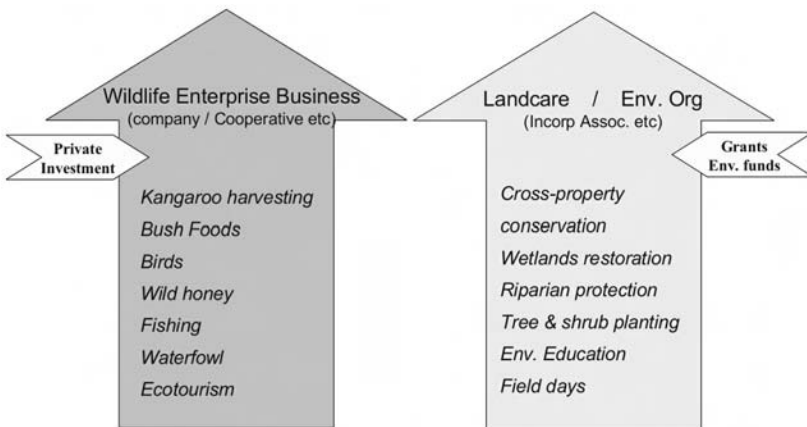 Wildlife Enterprise Business
(company / Cooperative etc)
Private
Investment
Kangaroo harvesting
Bush Foods
Birds
Wild honey
Fishing
Waterfowl
Ecotourism
Landcare / Env. Org
(Incorp Assoc. etc)
Grants
Env. funds
Cross-property
conservation
Wetlands restoration
Riparian protection
Tree & shrub planting
Env. Education
Field days